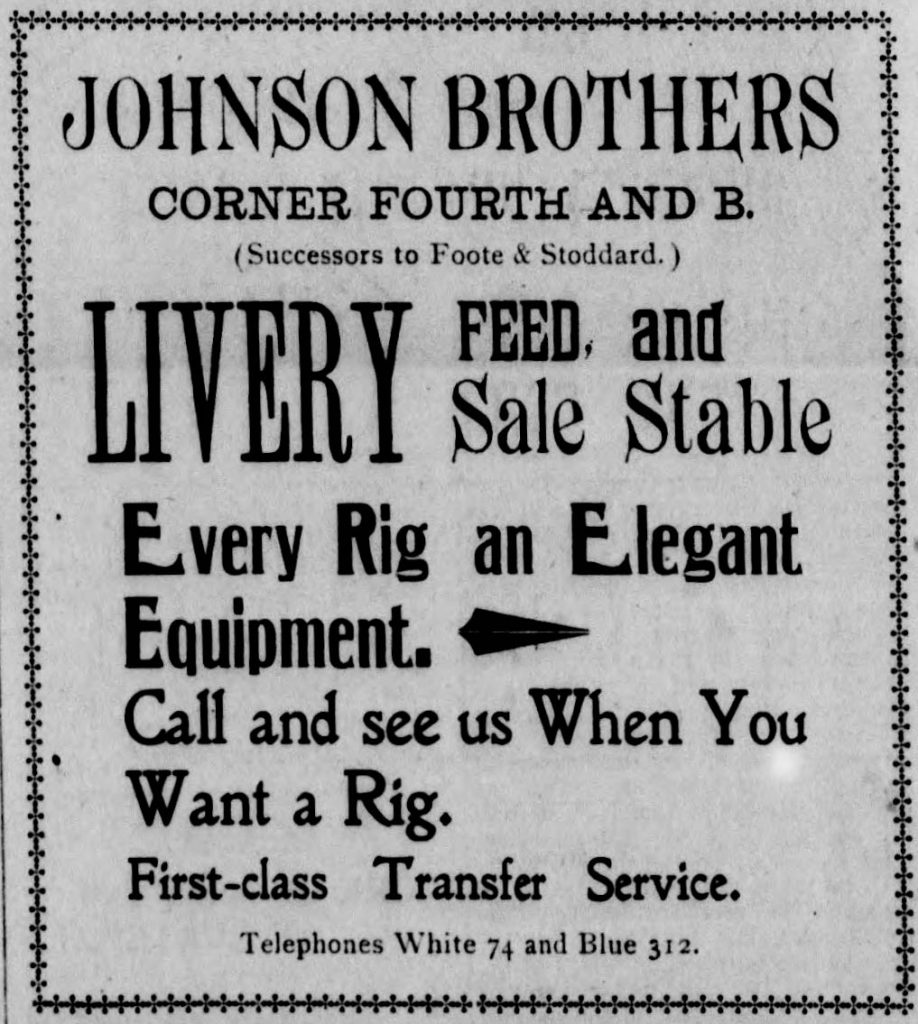 JOHNSON BROTHERS
CORNER FOURTH AND B.
(Successors to Foote & Stoddard.)
LIVERY FEED, and
Sale Stable
Every Rig an Elegant
Equipment.
Call and see us When You
Want a Rig.
First-class Transfer Service.
Telephones White 74 and Blue 312.